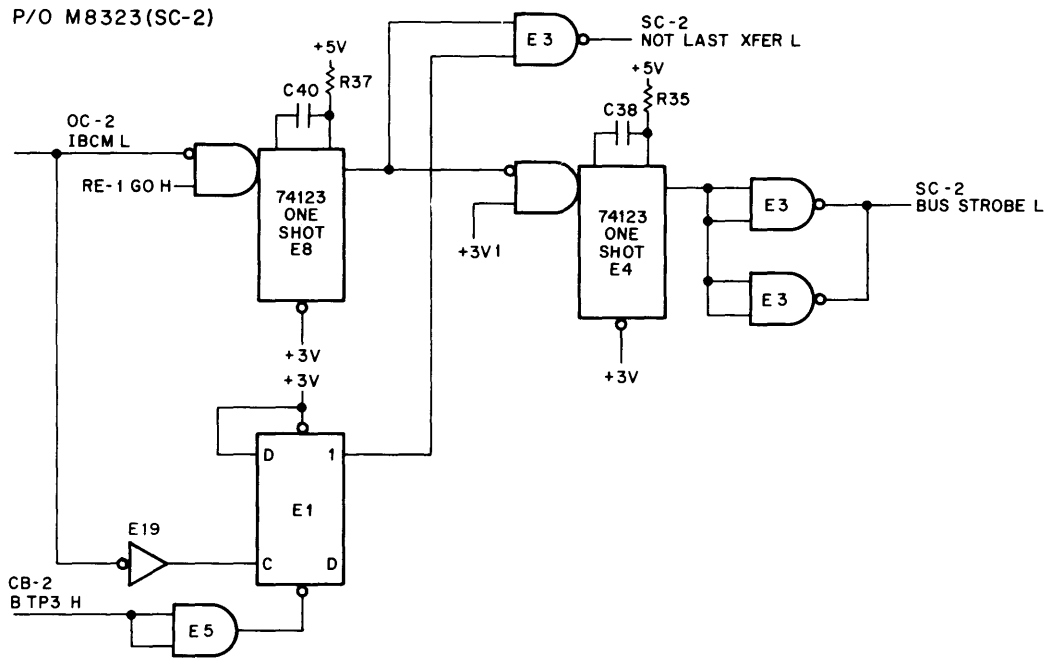 P/O M8323(SC-2)
+5V
R37
C40
E3
SC-2
NOT LAST XFER L
+5V
R35
C38
OC-2
IBCM L
RE-1 GO H
74123
ONE
SHOT
E8
+3V1
74123
ONE
SHOT
E4
E3
SC-2
BUS STROBE L
E3
+3V
+3V
+3V
D 1
E1
E19
C D
CB-2
B TP3 H
E5